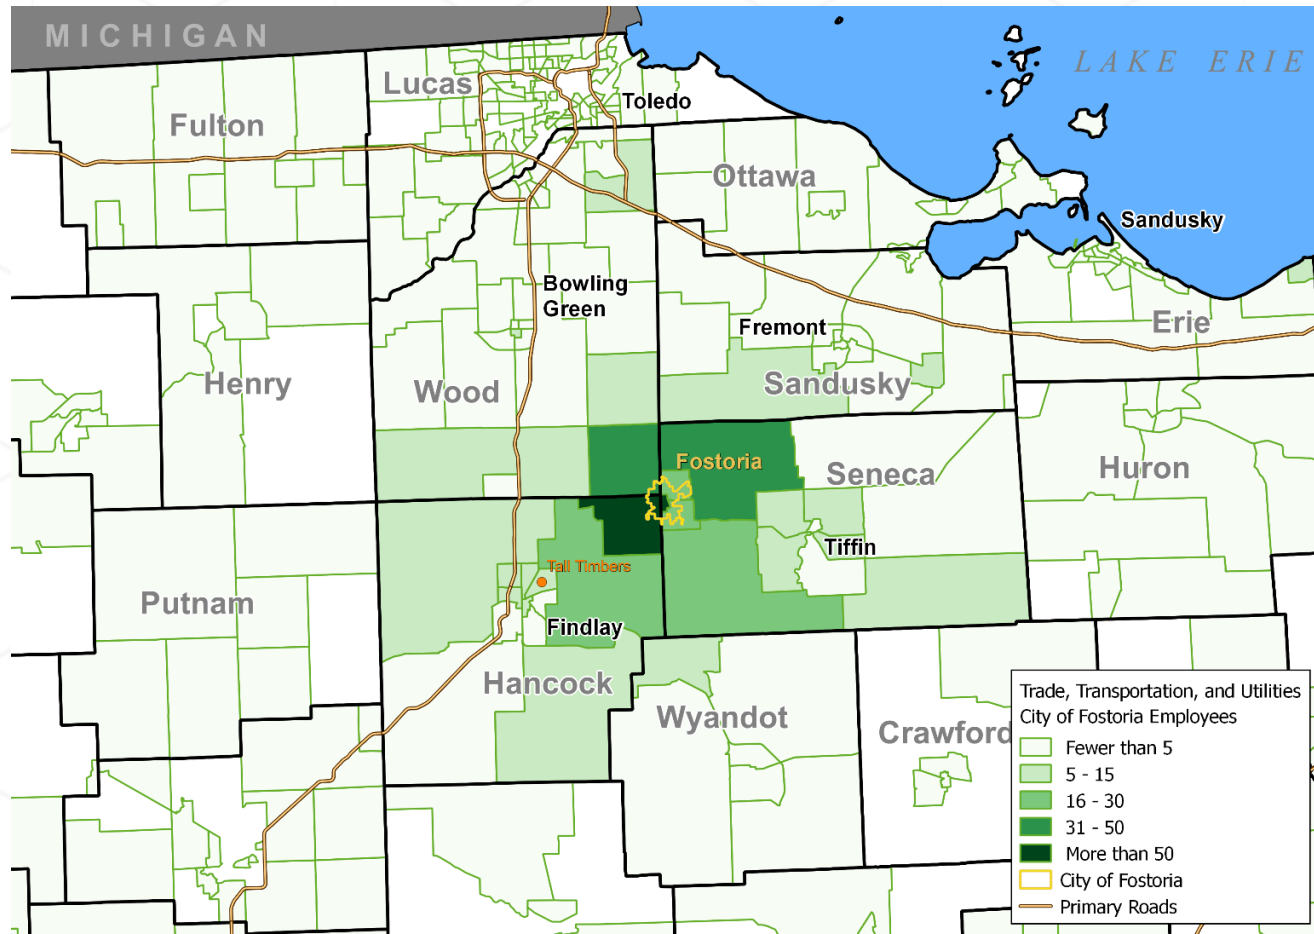 MICHIGAN
LAKE ERIE
Lucas
Toledo
Fulton
Ottawa
Sandusky
Bowling
Green
Erie
Fremont
Henry
Wood
Sandusky
Fostoria
Seneca
Huron
Tiffin
Tall Timbers
Putnam
Findlay
Hancock
Wyandot
Crawford
Trade, Transportation, and Utilities
City of Fostoria Employees
Fewer than 5
5 - 15
16 - 30
31 - 50
More than 50
City of Fostoria
Primary Roads